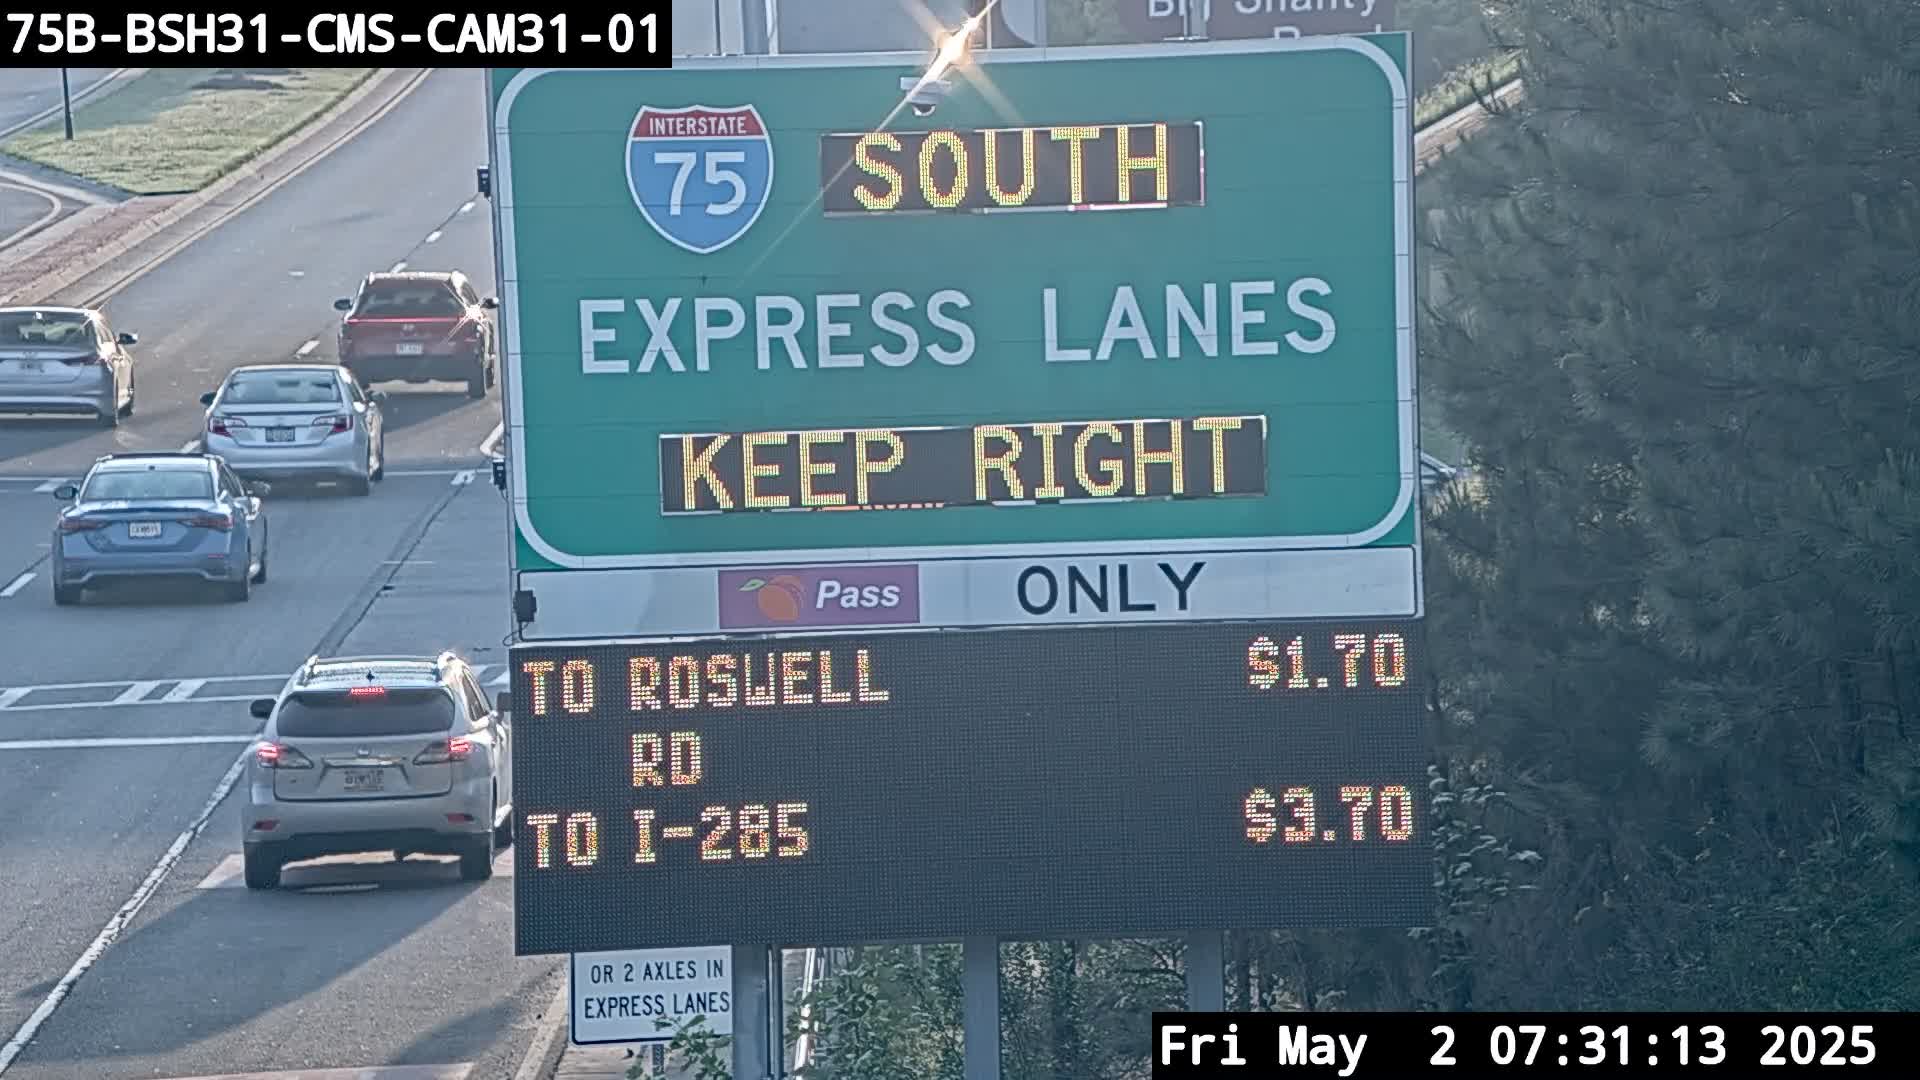 75B-BSH31-CMS-CAM31-01
Shanty
INTERSTATE
75
SOUTH
EXPRESS LANES
KEEP RIGHT
Pass ONLY
TO ROSWELL $1.70
RD
TO I-285 $3.70
OR 2 AXLES IN
EXPRESS LANES
Fri May 2 07:31:13 2025